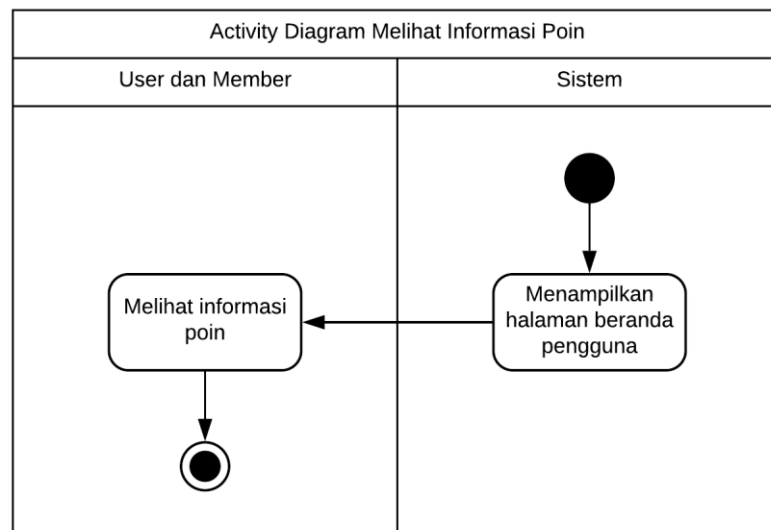 Activity Diagram Melihat Informasi Poin
User dan Member
Sistem
Melihat informasi
poin
Menampilkan
halaman beranda
pengguna